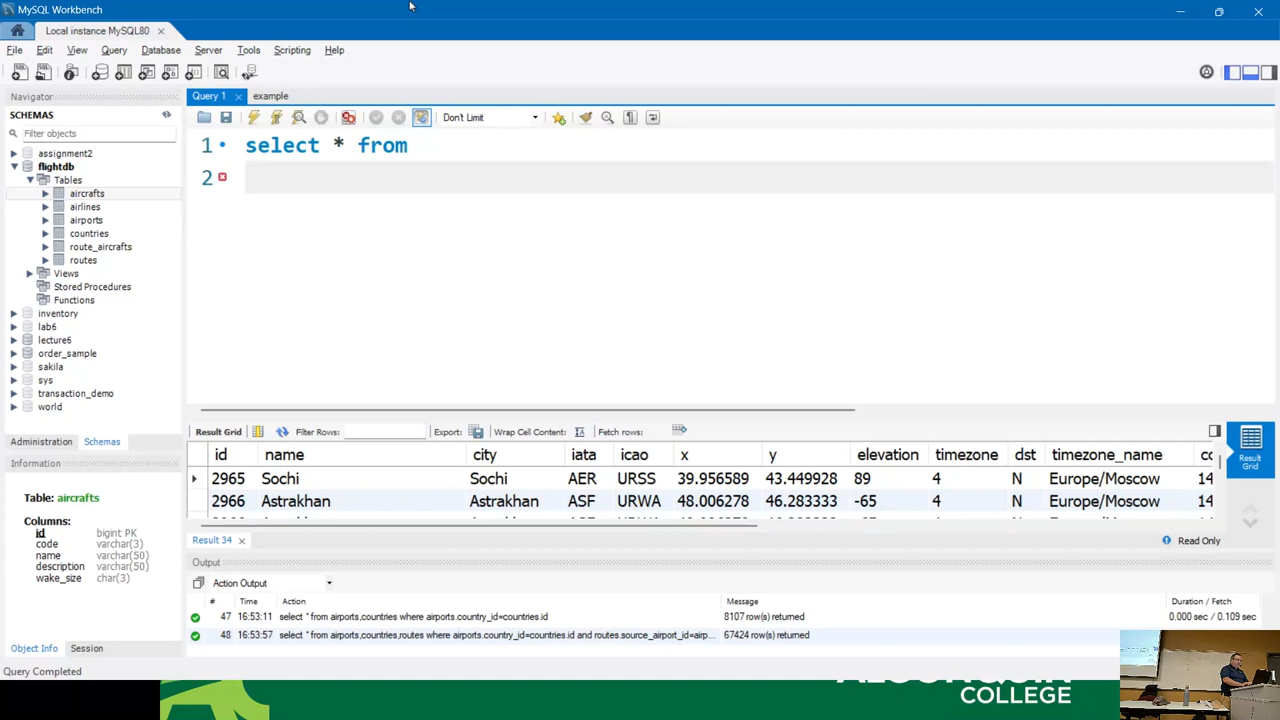 MySQL Workbench
Local instance MySQL80
File Edit View Query Database Server Tools Scripting Help
Navigator
SCHEMAS
Filter objects
assignment2
flightdb
Tables
aircrafts
airlines
airports
countries
route_aircrafts
routes
Views
Stored Procedures
Functions
inventory
lab6
lecture6
order_sample
sakila
sys
transaction_demo
world
Administration Schemas
Information
Table: aircrafts
Columns:
id bigint PK
code varchar(3)
name varchar(50)
description varchar(50)
wake_size char(3)
Object Info Session
Query Completed
Query 1 example
Don't Limit
1 select * from
2
Result Grid Filter Rows: Export: Wrap Cell Content: Fetch rows:
id name city iata icao x y elevation timezone dst timezone_name
2965 Sochi Sochi AER URSS 39.956589 43.449928 89 4 N Europe/Moscow 14
2966 Astrakhan Astrakhan ASF URWA 48.006278 46.283333 -65 4 N Europe/Moscow 14
Result Grid
Result 34 Read Only
Output
Action Output
# Time Action Message Duration / Fetch
47 16:53:11 select * from airports,countries where airports.country_id=countries.id 8107 row(s) returned 0.000 sec / 0.109 sec
48 16:53:57 select * from airports,countries,routes where airports.country_id=countries.id and routes.source_airport_id=airp... 67424 row(s) returned
COLLEGE